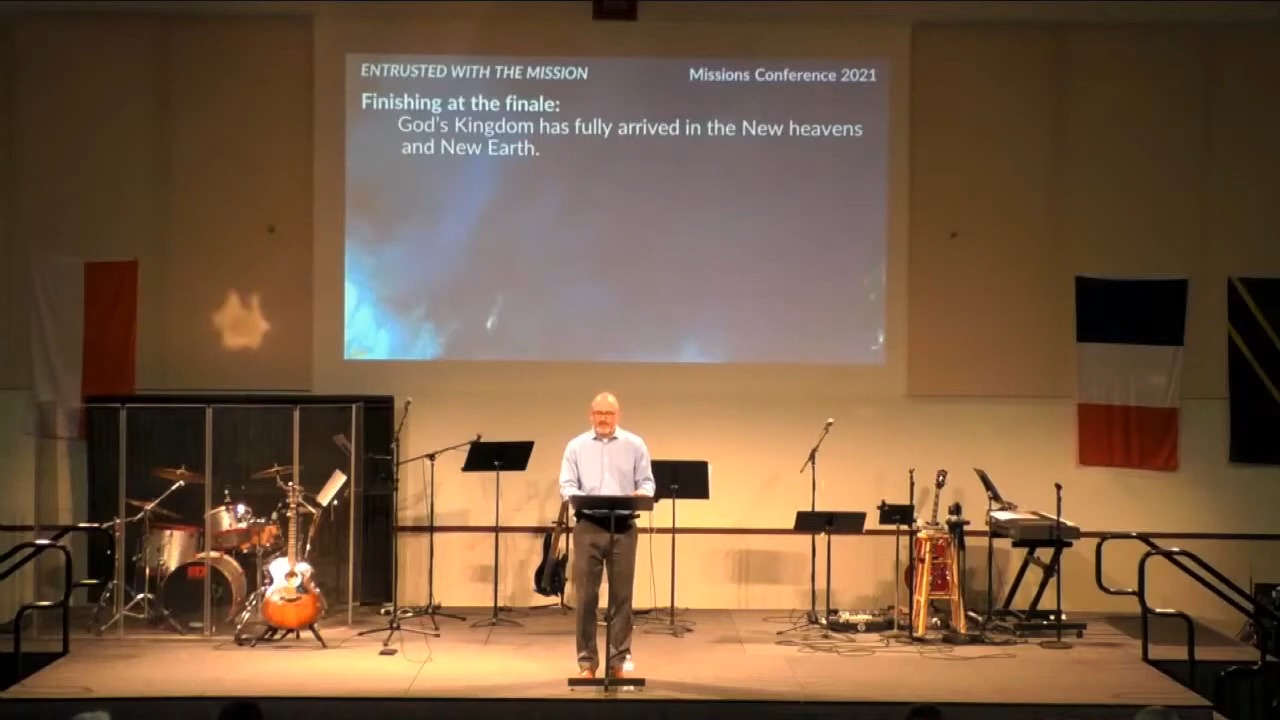 ENTRUSTED WITH THE MISSION
Missions Conference 2021
Finishing at the finale:
God's Kingdom has fully arrived in the New heavens
and New Earth.